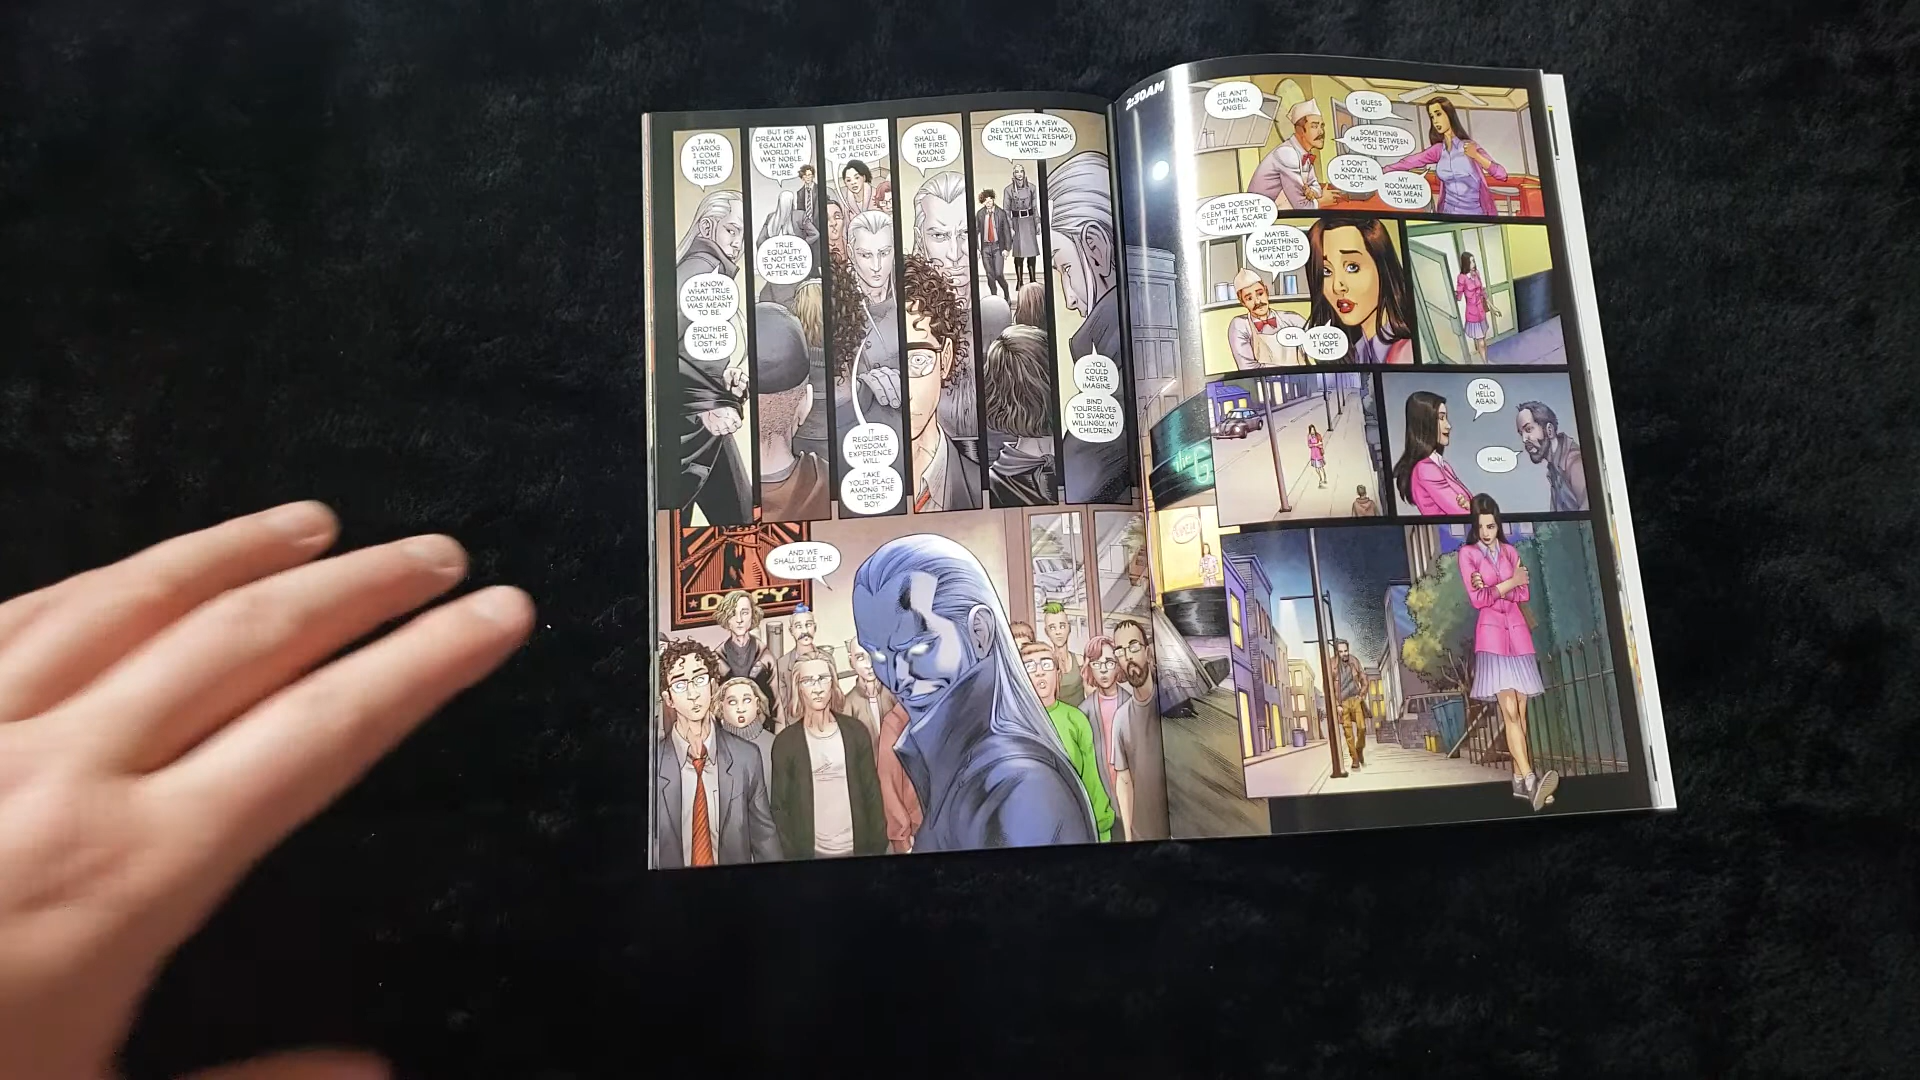 I AM
SVAROG.
I COME
FROM
MOTHER
RUSSIA.
I KNOW
WHAT TRUE
COMMUNISM
WAS MEANT
TO BE.
BROTHER
STALIN, HE
LOST HIS
WAY.
BUT HIS
DREAM OF AN
EGALITARIAN
WORLD, IT
WAS NOBLE.
IT WAS
PURE.
TRUE
EQUALITY
IS NOT EASY
TO ACHIEVE,
AFTER ALL.
IT SHOULD
NOT BE LEFT
IN THE HANDS
OF A FLEDGLING
TO ACHIEVE.
IT
REQUIRES
WISDOM.
EXPERIENCE.
WILL.
TAKE
YOUR PLACE
AMONG THE
OTHERS,
BOY.
YOU
SHALL BE
THE FIRST
AMONG
EQUALS.
THERE IS A NEW
REVOLUTION AT HAND,
ONE THAT WILL RESHAPE
THE WORLD IN
WAYS...
...YOU
COULD
NEVER
IMAGINE.
BIND
YOURSELVES
TO SVAROG
WILLINGLY, MY
CHILDREN.
AND WE
SHALL RULE THE
WORLD.
2:30AM
HE AIN'T
COMING,
ANGEL.
I GUESS
NOT.
SOMETHING
HAPPEN BETWEEN
YOU TWO?
I DON'T
KNOW. I
DON'T THINK
SO?
MY
ROOMMATE
WAS MEAN
TO HIM.
BOB DOESN'T
SEEM THE TYPE TO
LET THAT SCARE
HIM AWAY.
MAYBE
SOMETHING
HAPPENED TO
HIM AT HIS
JOB?
OH.
MY GOD,
I HOPE
NOT.
OH,
HELLO
AGAIN.
HUNH...